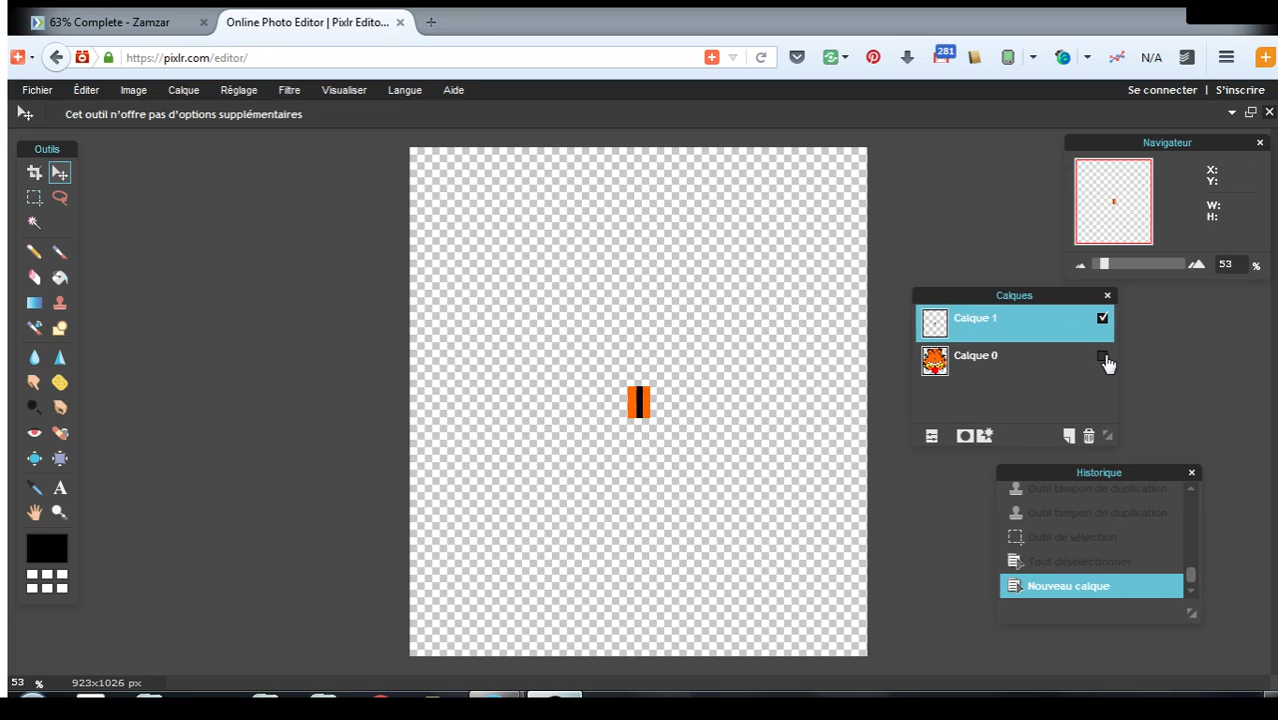 63% Complete - Zamzar
Online Photo Editor | Pixlr Edito...
https://pixlr.com/editor/
281
N/A
Fichier Éditer Image Calque Réglage Filtre Visualiser Langue Aide
Se connecter | S'inscrire
Cet outil n'offre pas d'options supplémentaires
Outils
A
Navigateur
X:
Y:
W:
H:
53 %
Calques
Calque 1
Calque 0
Historique
Outil tampon de duplication
Outil tampon de duplication
Outil de sélection
Tout désélectionner
Nouveau calque
53 % 923x1026 px